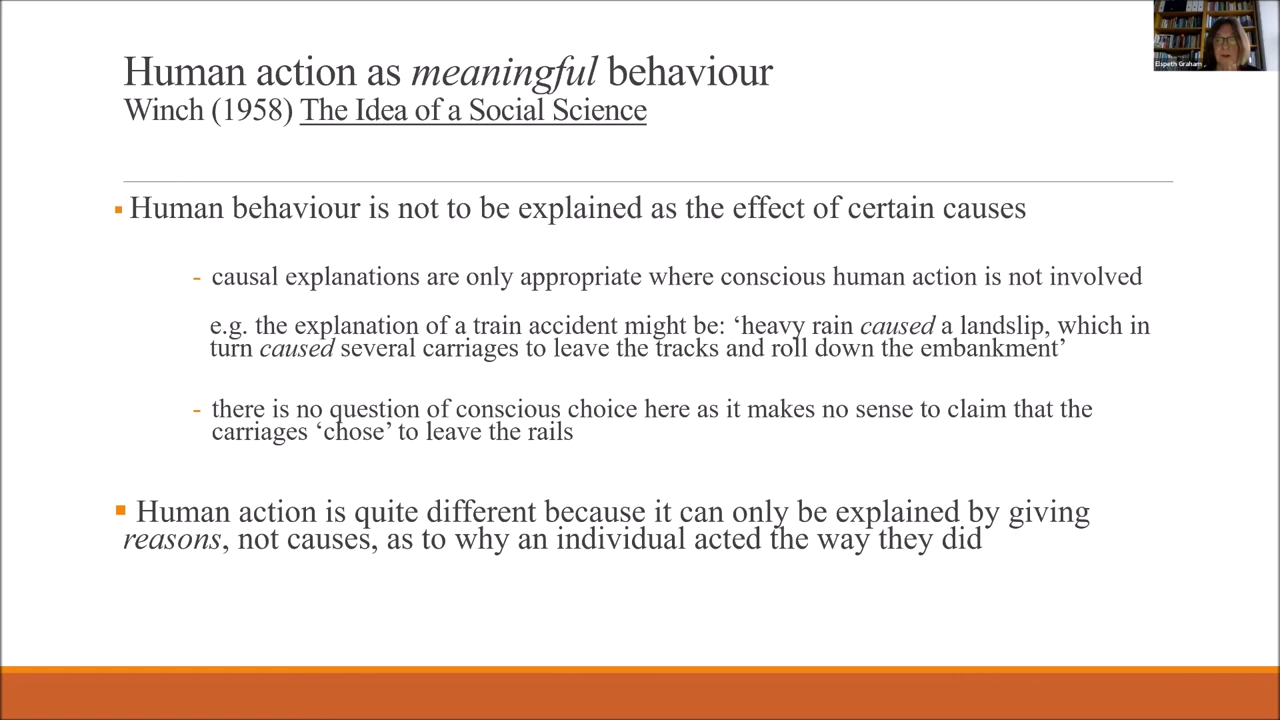 Elspeth Graham
Human action as meaningful behaviour
Winch (1958) The Idea of a Social Science
Human behaviour is not to be explained as the effect of certain causes
- causal explanations are only appropriate where conscious human action is not involved
e.g. the explanation of a train accident might be: ‘heavy rain caused a landslip, which in
turn caused several carriages to leave the tracks and roll down the embankment’
- there is no question of conscious choice here as it makes no sense to claim that the
carriages ‘chose’ to leave the rails
Human action is quite different because it can only be explained by giving
reasons, not causes, as to why an individual acted the way they did